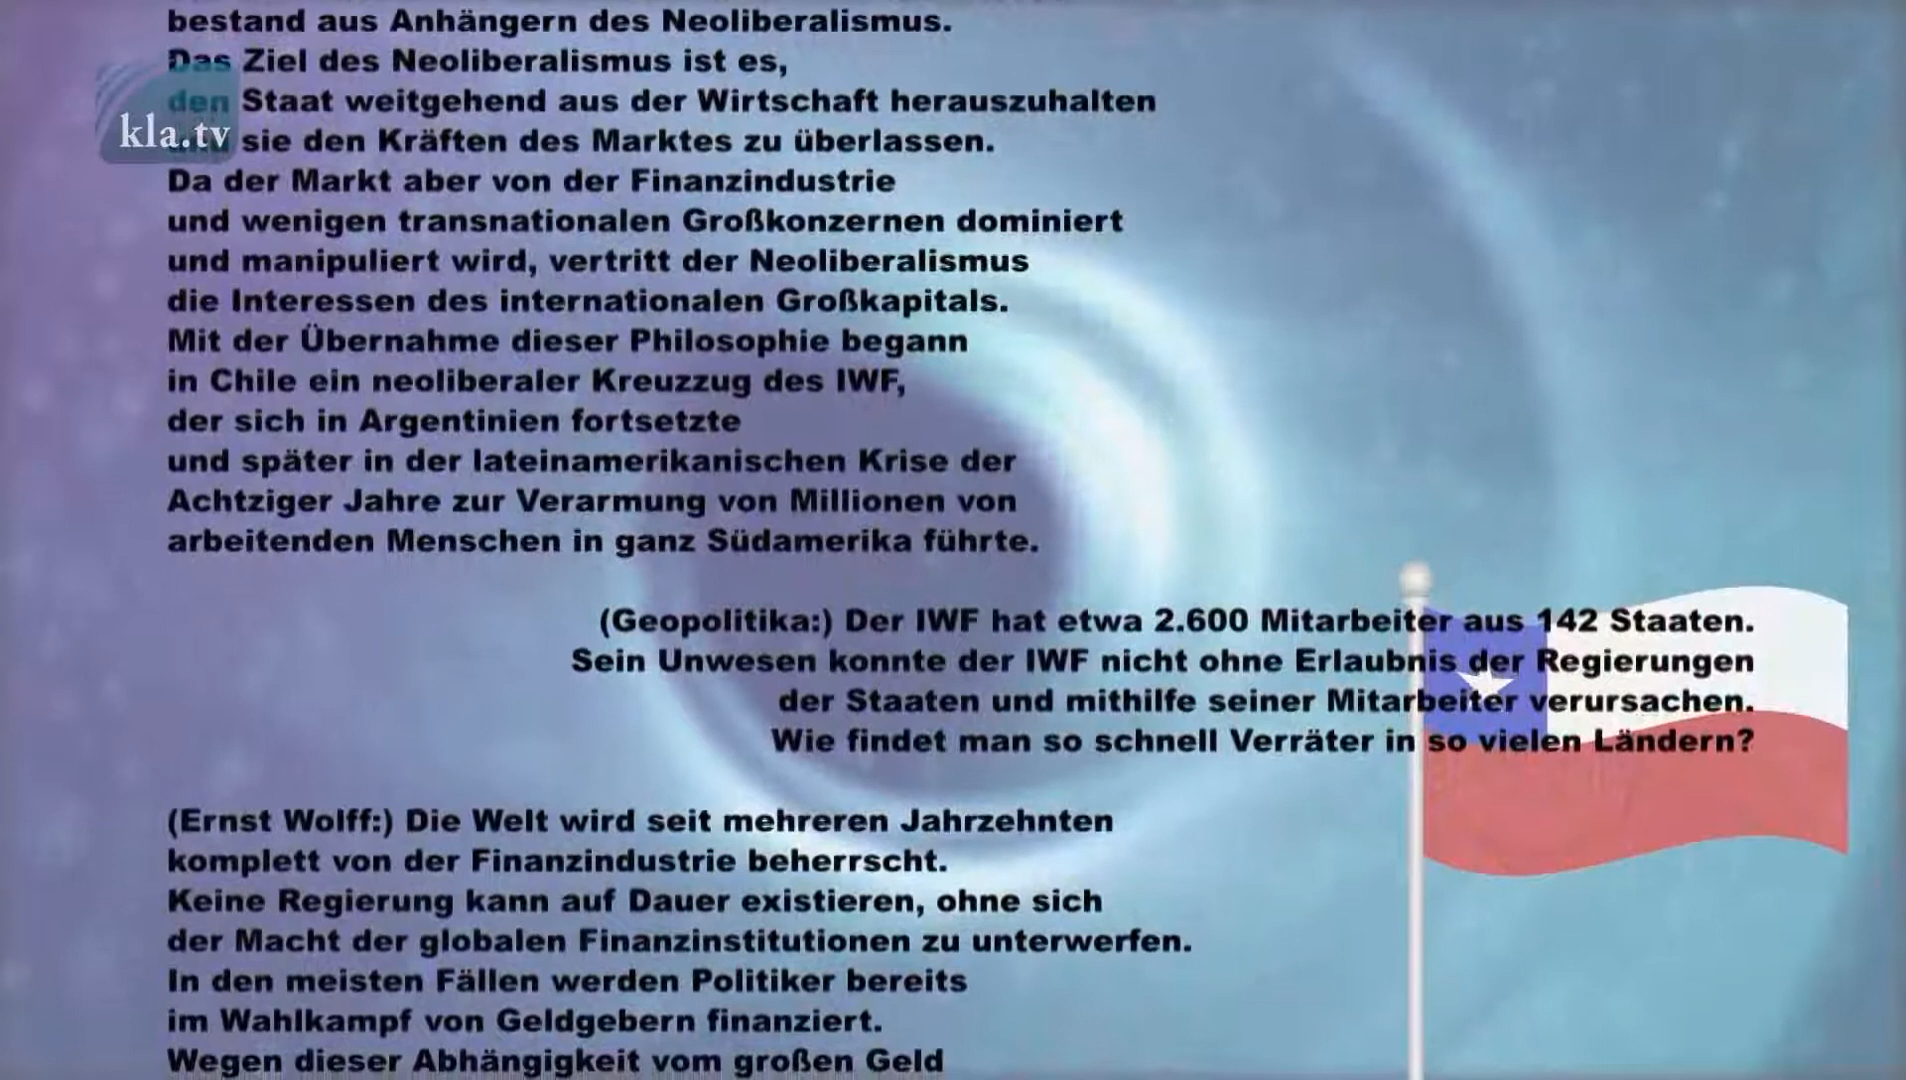 bestand aus Anhängern des Neoliberalismus.
Das Ziel des Neoliberalismus ist es,
den Staat weitgehend aus der Wirtschaft herauszuhalten
und sie den Kräften des Marktes zu überlassen.
kla.tv
Da der Markt aber von der Finanzindustrie
und wenigen transnationalen Großkonzernen dominiert
und manipuliert wird, vertritt der Neoliberalismus
die Interessen des internationalen Großkapitals.
Mit der Übernahme dieser Philosophie begann
in Chile ein neoliberaler Kreuzzug des IWF,
der sich in Argentinien fortsetzte
und später in der lateinamerikanischen Krise der
Achtziger Jahre zur Verarmung von Millionen von
arbeitenden Menschen in ganz Südamerika führte.
(Geopolitika:) Der IWF hat etwa 2.600 Mitarbeiter aus 142 Staaten.
Sein Unwesen konnte der IWF nicht ohne Erlaubnis der Regierungen
der Staaten und mithilfe seiner Mitarbeiter verursachen.
Wie findet man so schnell Verräter in so vielen Ländern?
(Ernst Wolff:) Die Welt wird seit mehreren Jahrzehnten
komplett von der Finanzindustrie beherrscht.
Keine Regierung kann auf Dauer existieren, ohne sich
der Macht der globalen Finanzinstitutionen zu unterwerfen.
In den meisten Fällen werden Politiker bereits
im Wahlkampf von Geldgebern finanziert.
Wegen dieser Abhängigkeit vom großen Geld